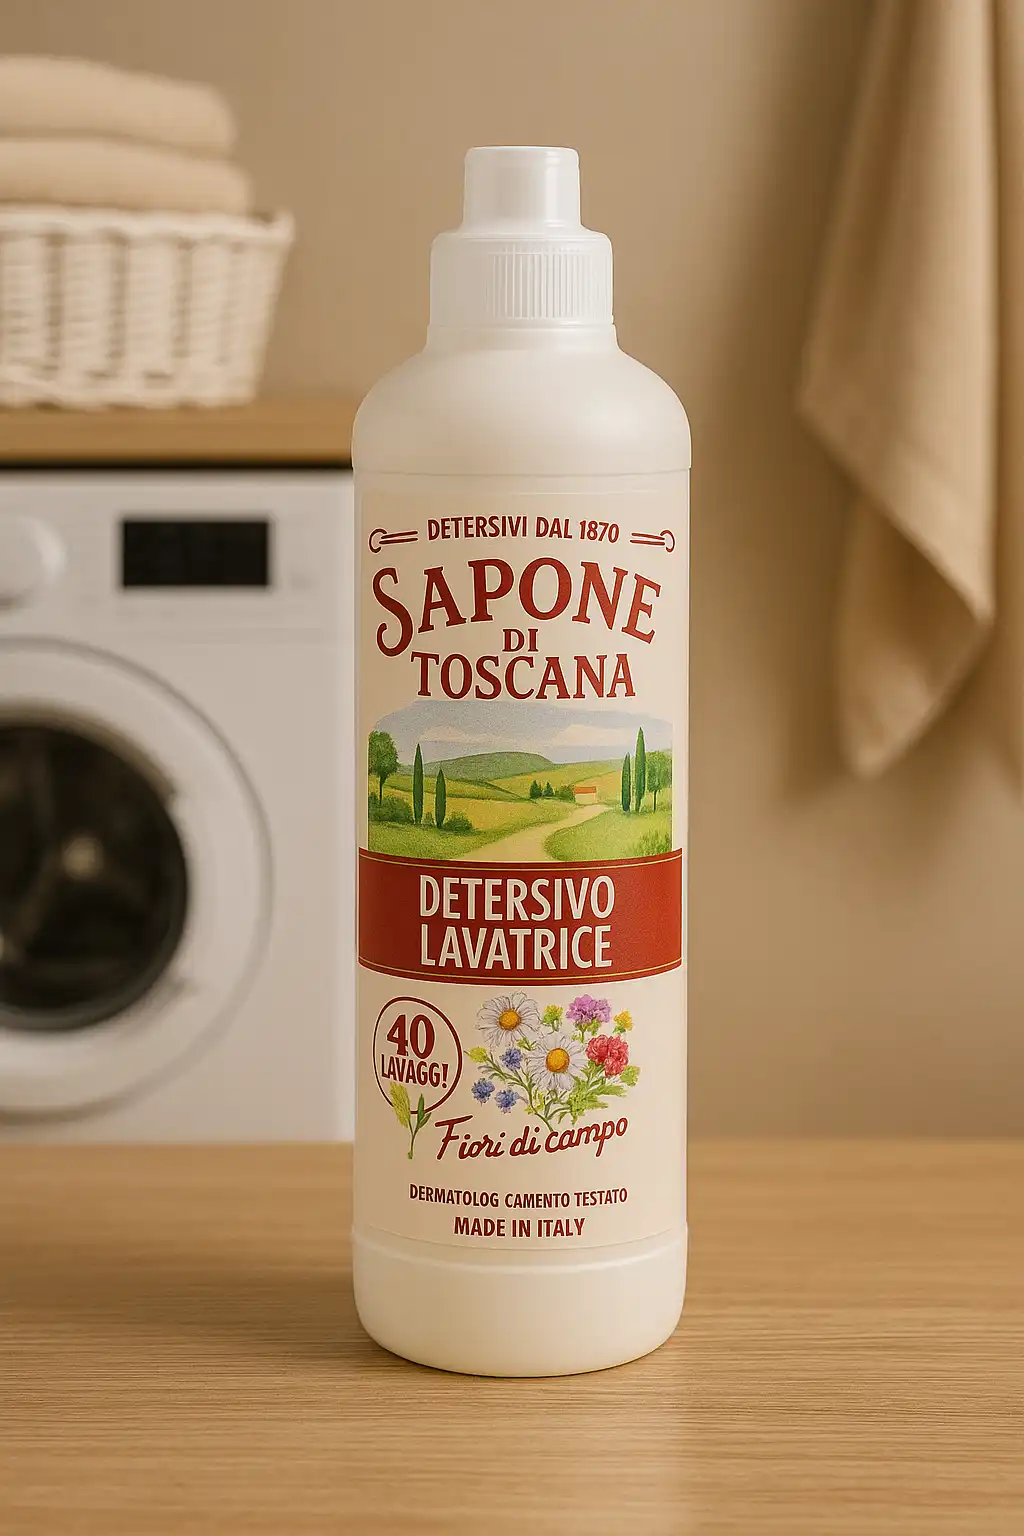 DETERSIVI DAL 1870
SAPONE
DI
TOSCANA
DETERSIVO
LAVATRICE
40
LAVAGG!
Fiori di campo
DERMATOLOG CAMENTO TESTATO
MADE IN ITALY